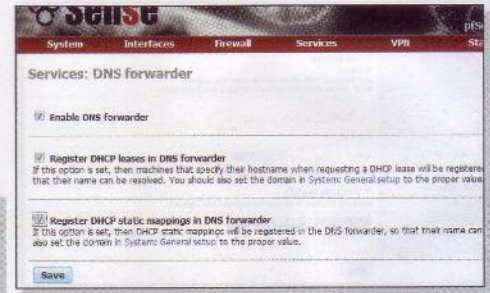 Sense
pfSe
System Interfaces Firewall Services VPN Sta
Services: DNS forwarder
Enable DNS forwarder
Register DHCP leases in DNS forwarder
If this option is set, then machines that specify their hostname when requesting a DHCP lease will be registere
that their name can be resolved. You should also set the domain in System: General setup to the proper value
Register DHCP static mappings in DNS forwarder
If this option is set, then DHCP static mappings will be registered in the DNS forwarder, so that their name can
also set the domain in System: General setup to the proper value.
Save